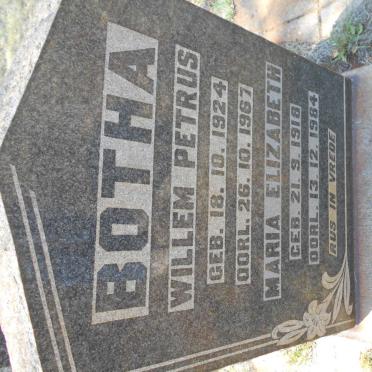 BOTHA
WILLEM PETRUS
GEB. 18. 10. 1924
OORL. 26. 10. 1967
MARIA ELIZABETH
GEB. 21. 9. 1918
OORL. 13. 12. 1984
RUS IN VREDE